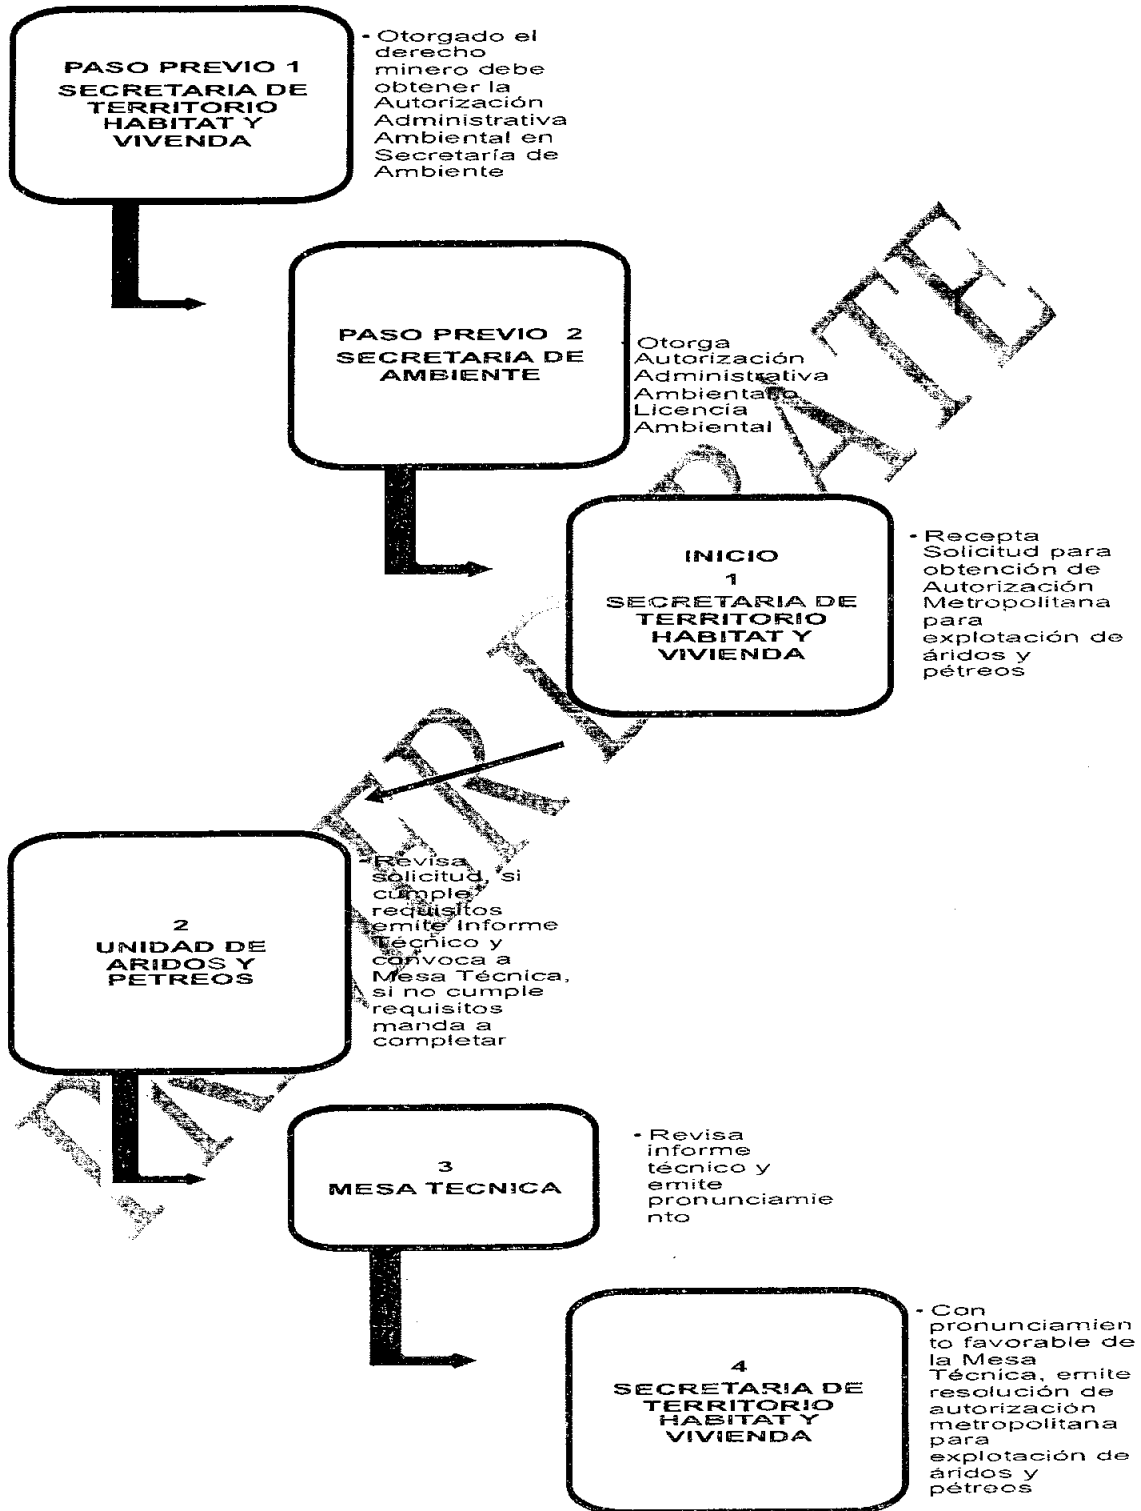 PASO PREVIO 1
SECRETARIA DE
TERRITORIO
HABITAT Y
VIVENDA
• Otorgado el
derecho
minero debe
obtener la
Autorización
Administrativa
Ambiental en
Secretaría de
Ambiente
PASO PREVIO 2
SECRETARIA DE
AMBIENTE
Otorga
Autorización
Administrativa
Ambiental o
Licencia
Ambiental
INICIO
1
SECRETARIA DE
TERRITORIO
HABITAT Y
VIVIENDA
• Recepta
Solicitud para
obtención de
Autorización
Metropolitana
para
explotación de
áridos y
pétreos
2
UNIDAD DE
ARIDOS Y
PETREOS
Revisa
solicitud, si
cumple
requisitos
emite Informe
Técnico y
convoca a
Mesa Técnica,
si no cumple
requisitos
manda a
completar
3
MESA TECNICA
• Revisa
informe
técnico y
emite
pronunciamie
nto
4
SECRETARIA DE
TERRITORIO
HABITAT Y
VIVIENDA
• Con
pronunciamien
to favorable de
la Mesa
Técnica, emite
resolución de
autorización
metropolitana
para
explotación de
áridos y
pétreos